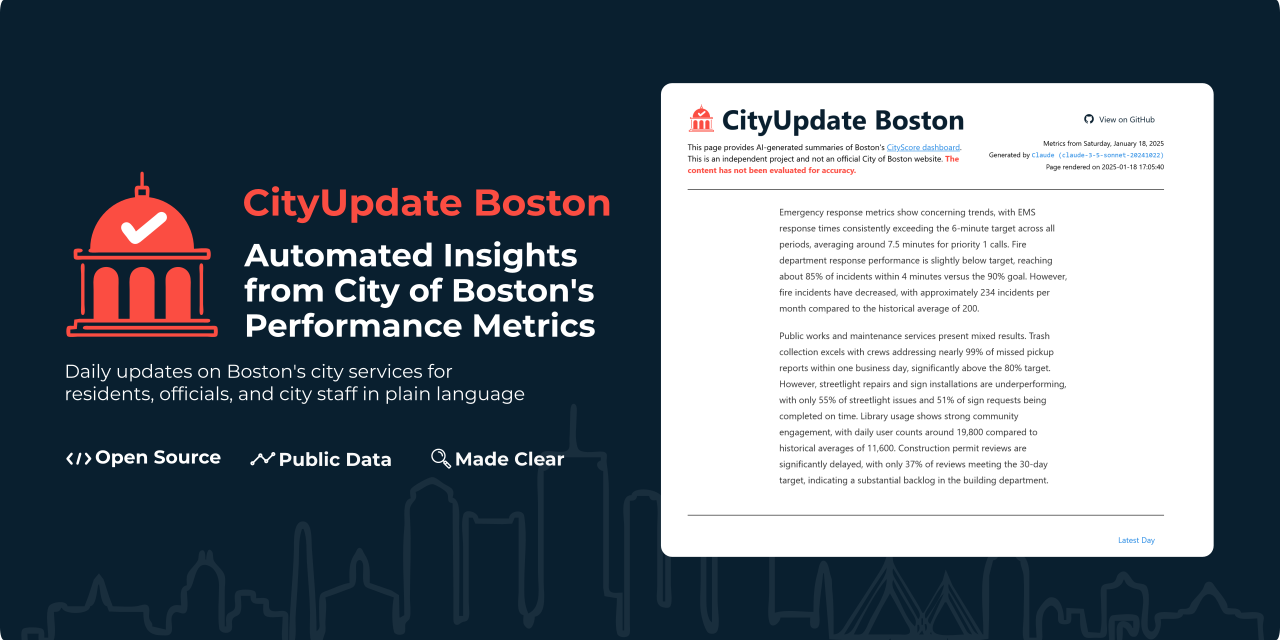 CityUpdate Boston
Automated Insights
from City of Boston's
Performance Metrics
Daily updates on Boston's city services for
residents, officials, and city staff in plain language
Open Source
Public Data
Made Clear
CityUpdate Boston
This page provides AI-generated summaries of Boston's CityScore dashboard.
This is an independent project and not an official City of Boston website. The
content has not been evaluated for accuracy.
View on GitHub
Metrics from Saturday, January 18, 2025
Generated by Claude (claude-3-5-sonnet-20241022)
Page rendered on 2025-01-18 17:05:40
Emergency response metrics show concerning trends, with EMS
response times consistently exceeding the 6-minute target across all
periods, averaging around 7.5 minutes for priority 1 calls. Fire
department response performance is slightly below target, reaching
about 85% of incidents within 4 minutes versus the 90% goal. However,
fire incidents have decreased, with approximately 234 incidents per
month compared to the historical average of 200.
Public works and maintenance services present mixed results. Trash
collection excels with crews addressing nearly 99% of missed pickup
reports within one business day, significantly above the 80% target.
However, streetlight repairs and sign installations are underperforming,
with only 55% of streetlight issues and 51% of sign requests being
completed on time. Library usage shows strong community
engagement, with daily user counts around 19,800 compared to
historical averages of 11,600. Construction permit reviews are
significantly delayed, with only 37% of reviews meeting the 30-day
target, indicating a substantial backlog in the building department.
Latest Day